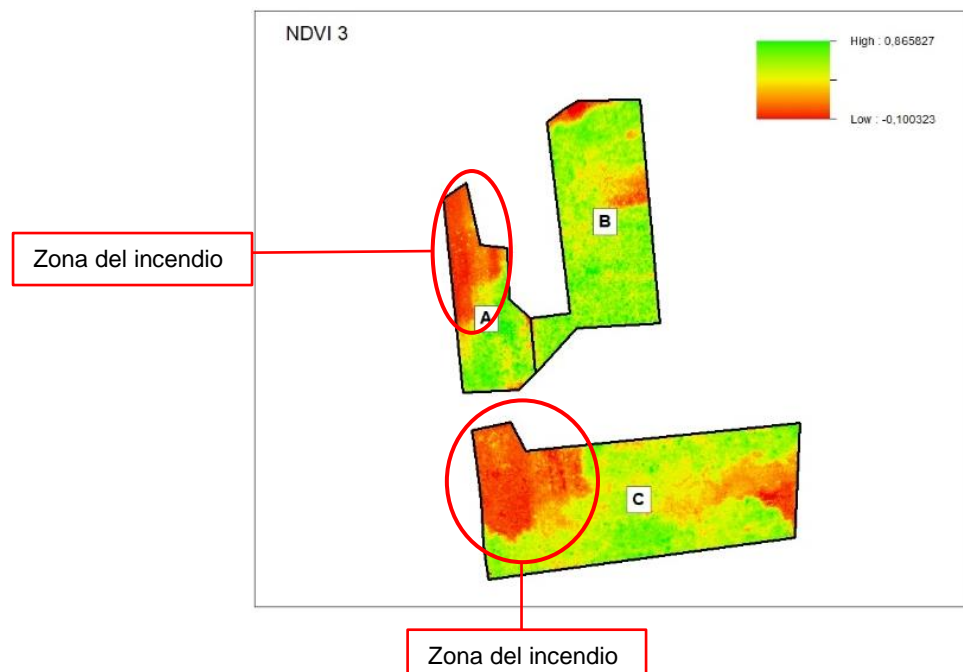 NDVI 3
High : 0,865827
Low : -0,100323
B
Zona del incendio
A
C
Zona del incendio